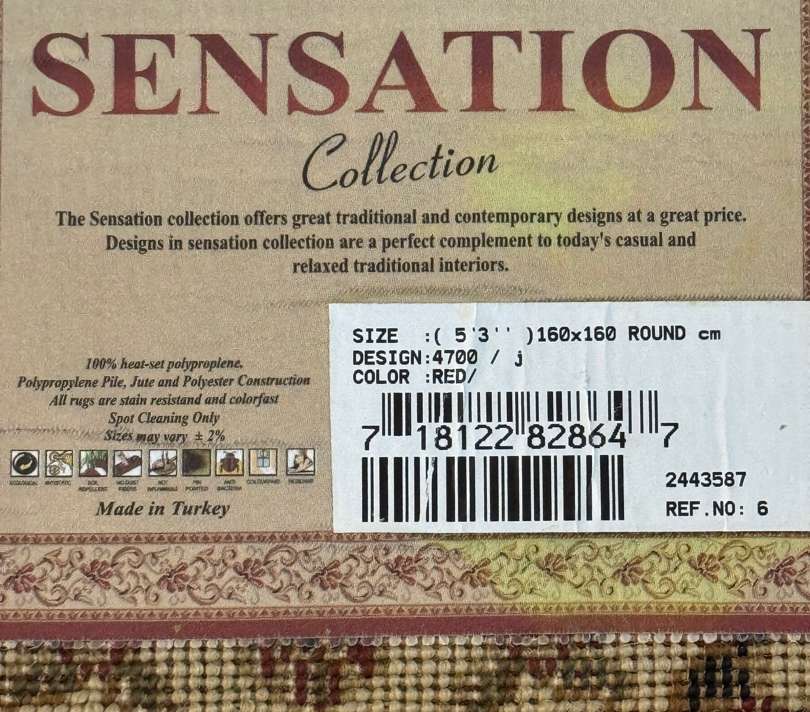 SENSATION
Collection
The Sensation collection offers great traditional and contemporary designs at a great price.
Designs in sensation collection are a perfect complement to today's casual and
relaxed traditional interiors.
SIZE :( 5'3'' )160x160 ROUND cm
DESIGN:4700 / j
COLOR :RED/
7 18122 82864 7
2443587
REF.NO: 6
100% heat-set polyproplene,
Polypropylene Pile, Jute and Polyester Construction
All rugs are stain resistand and colorfast
Spot Cleaning Only
Sizes may vary ± 2%
Made in Turkey